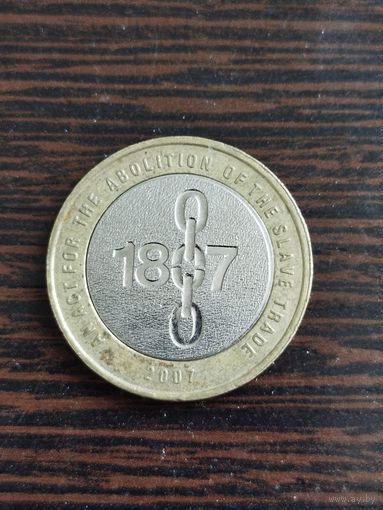 AN ACT FOR THE ABOLITION OF THE SLAVE TRADE
1807
2007
www.ay.by